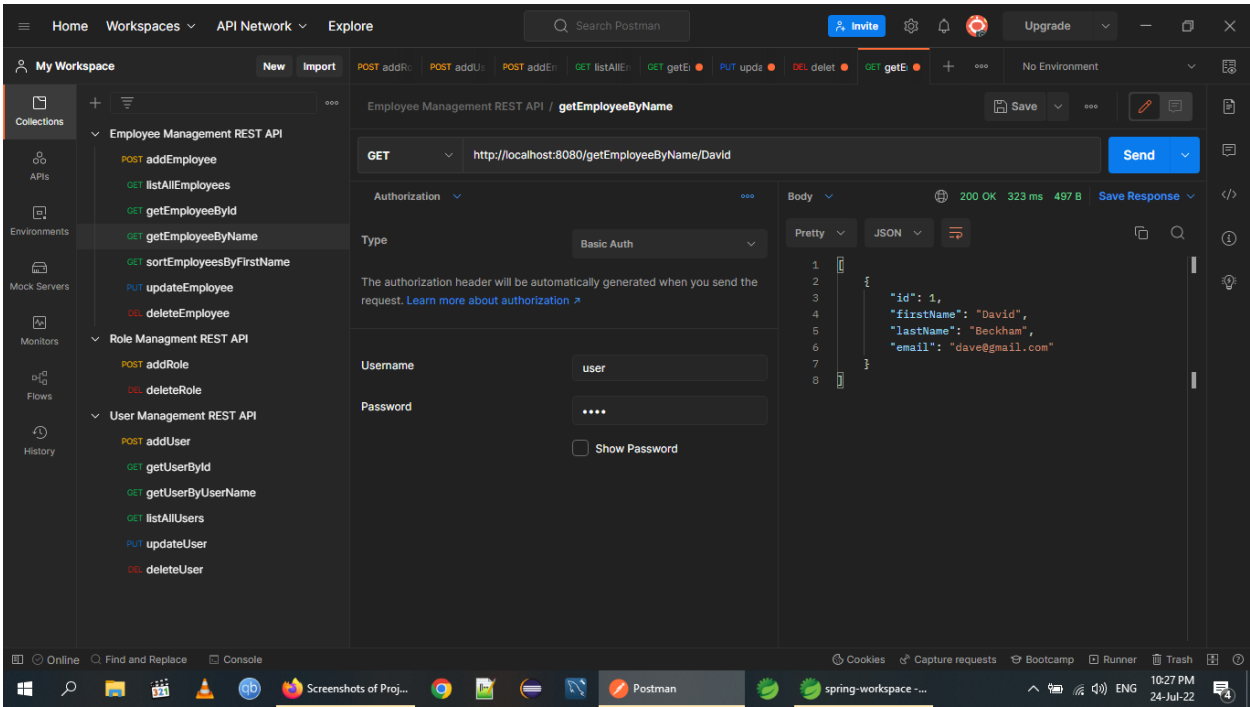 Home Workspaces API Network Explore Search Postman Invite Upgrade
My Workspace New Import POST addRo POST addUs POST addEn GET listAllEn GET getE POST PUT upda DEL delet GET getE No Environment
Collections
APIs
Environments
Mock Servers
Monitors
Flows
History
Employee Management REST API
POST addEmployee
GET listAllEmployees
GET getEmployeeById
GET getEmployeeByName
GET sortEmployeesByFirstName
PUT updateEmployee
DEL deleteEmployee
Role Managment REST API
POST addRole
DEL deleteRole
User Management REST API
POST addUser
GET getUserById
GET getUserByUserName
GET listAllUsers
PUT updateUser
DEL deleteUser
Employee Management REST API / getEmployeeByName Save
GET http://localhost:8080/getEmployeeByName/David Send
Authorization
Type Basic Auth
The authorization header will be automatically generated when you send the
request. Learn more about authorization ↗
Username user
Password ••••
Show Password
Body 200 OK 323 ms 497 B Save Response
Pretty JSON
1 [
2 {
3 "id": 1,
4 "firstName": "David",
5 "lastName": "Beckham",
6 "email": "dave@gmail.com"
7 }
8 ]
Online Find and Replace Console Cookies Capture requests Bootcamp Runner Trash
321 qb Screenshots of Proj... Postman spring-workspace -... ENG 10:27 PM
24-Jul-22 4